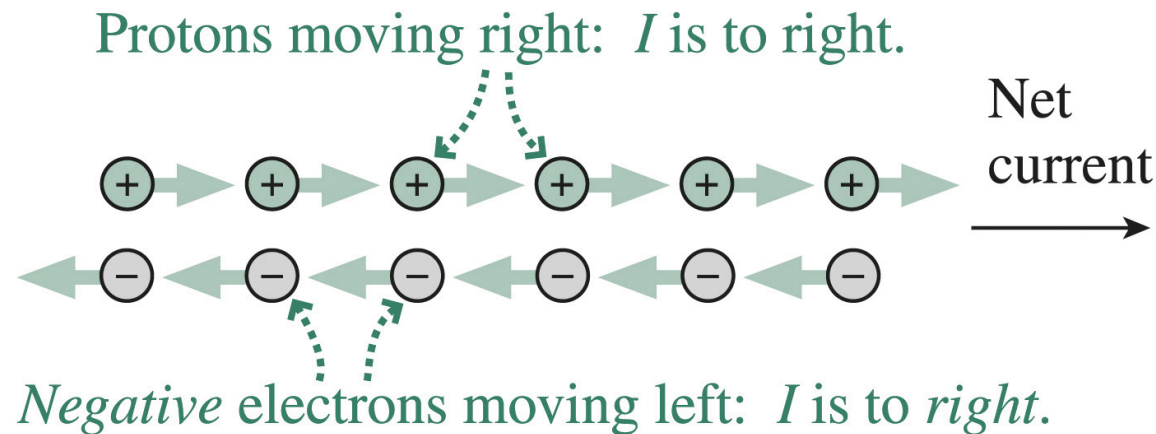 Protons moving right: I is to right.
Net
current
+ + + + + +
− − − − − −
Negative electrons moving left: I is to right.